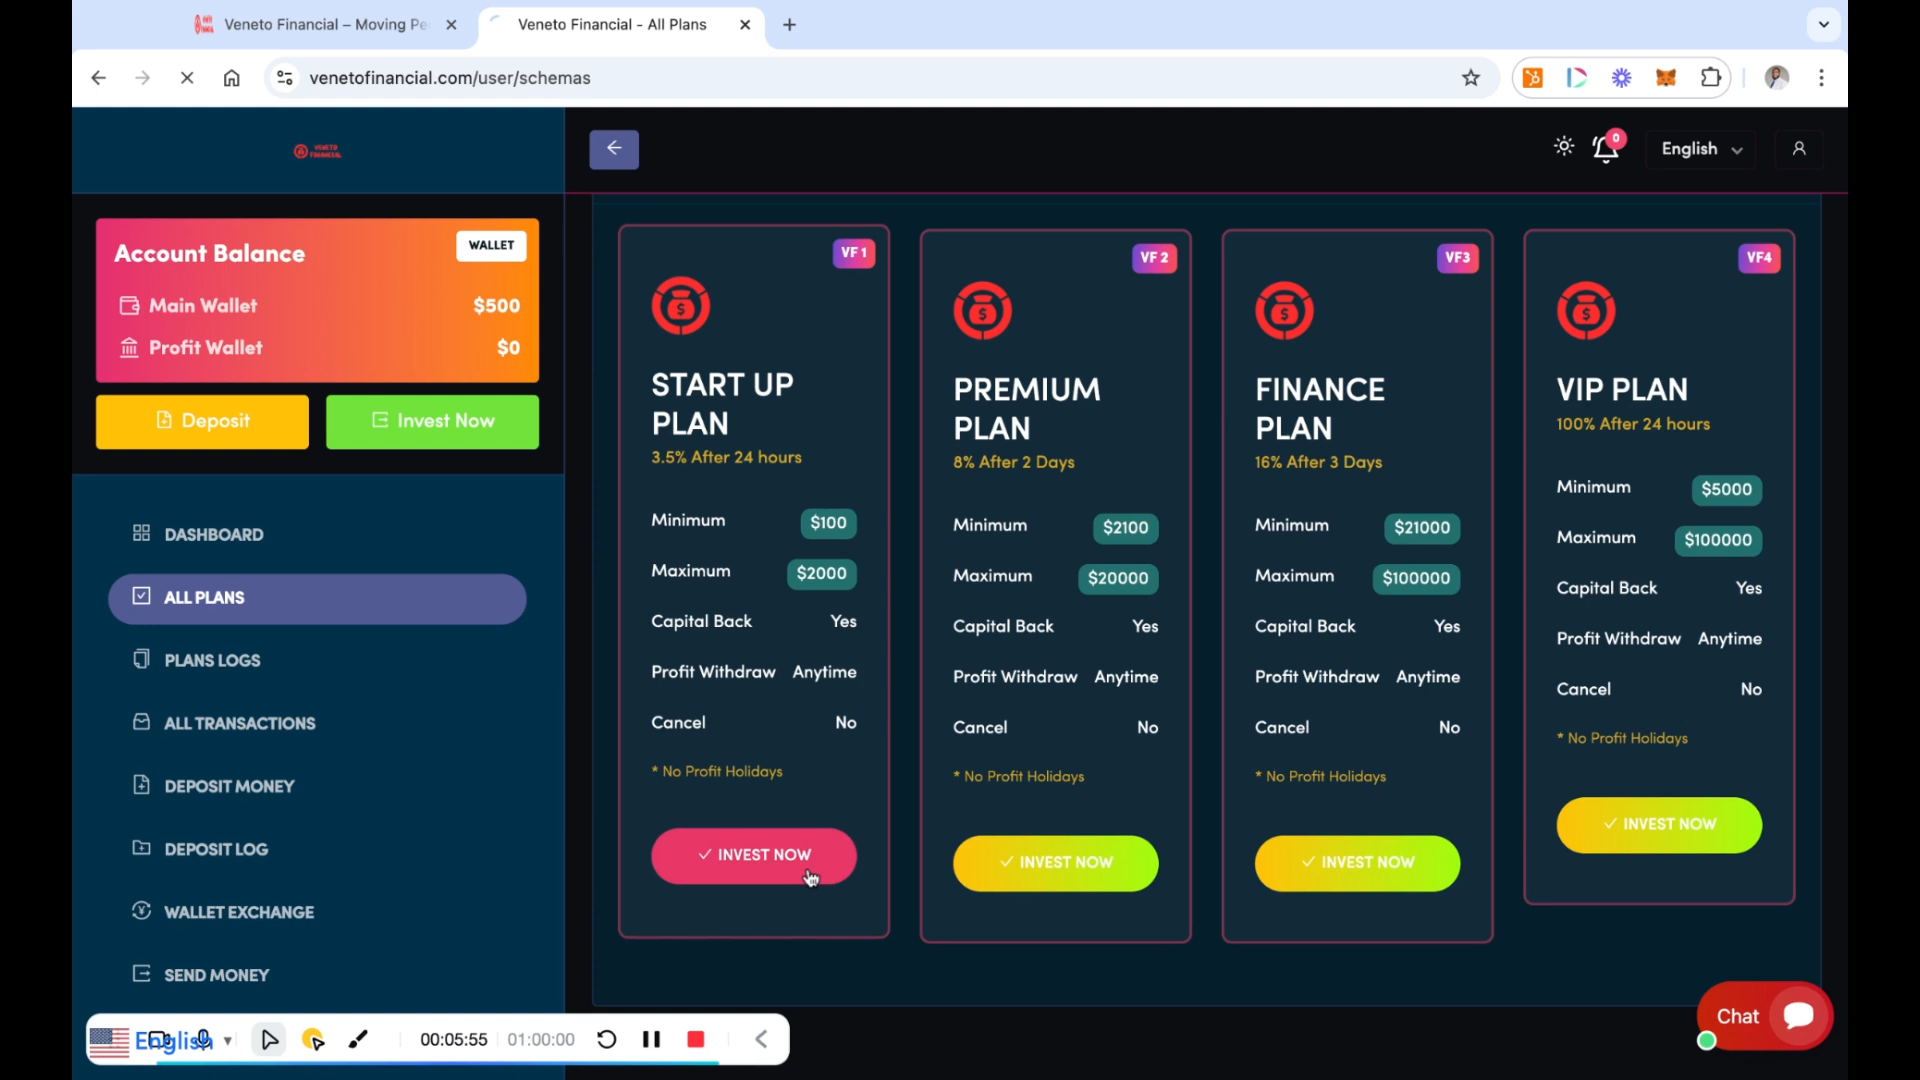 Veneto Financial – Moving Pe
Veneto Financial - All Plans
venetofinancial.com/user/schemas
VENETO
FINANCIAL
0
English
Account Balance
WALLET
Main Wallet
$500
Profit Wallet
$0
Deposit
Invest Now
DASHBOARD
ALL PLANS
PLANS LOGS
ALL TRANSACTIONS
DEPOSIT MONEY
DEPOSIT LOG
WALLET EXCHANGE
SEND MONEY
VF 1
START UP
PLAN
3.5% After 24 hours
Minimum
$100
Maximum
$2000
Capital Back
Yes
Profit Withdraw
Anytime
Cancel
No
* No Profit Holidays
INVEST NOW
VF 2
PREMIUM
PLAN
8% After 2 Days
Minimum
$2100
Maximum
$20000
Capital Back
Yes
Profit Withdraw
Anytime
Cancel
No
* No Profit Holidays
INVEST NOW
VF3
FINANCE
PLAN
16% After 3 Days
Minimum
$21000
Maximum
$100000
Capital Back
Yes
Profit Withdraw
Anytime
Cancel
No
* No Profit Holidays
INVEST NOW
VF4
VIP PLAN
100% After 24 hours
Minimum
$5000
Maximum
$100000
Capital Back
Yes
Profit Withdraw
Anytime
Cancel
No
* No Profit Holidays
INVEST NOW
Chat
English
00:05:55
01:00:00